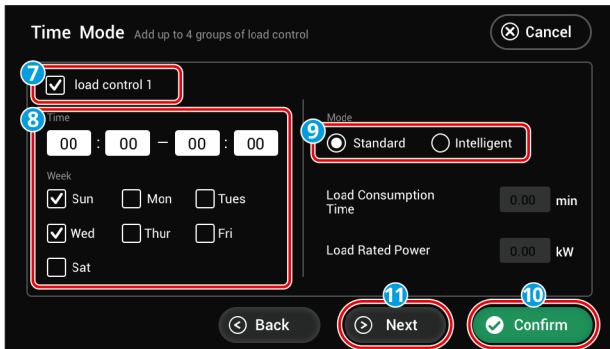 Time Mode Add up to 4 groups of load control
Cancel
7
load control 1
8
Time
00 : 00 – 00 : 00
Week
Sun Mon Tues
Wed Thur Fri
Sat
Mode
9
Standard Intelligent
Load Consumption
Time
0.00 min
Load Rated Power 0.00 kW
11 10
Back Next Confirm